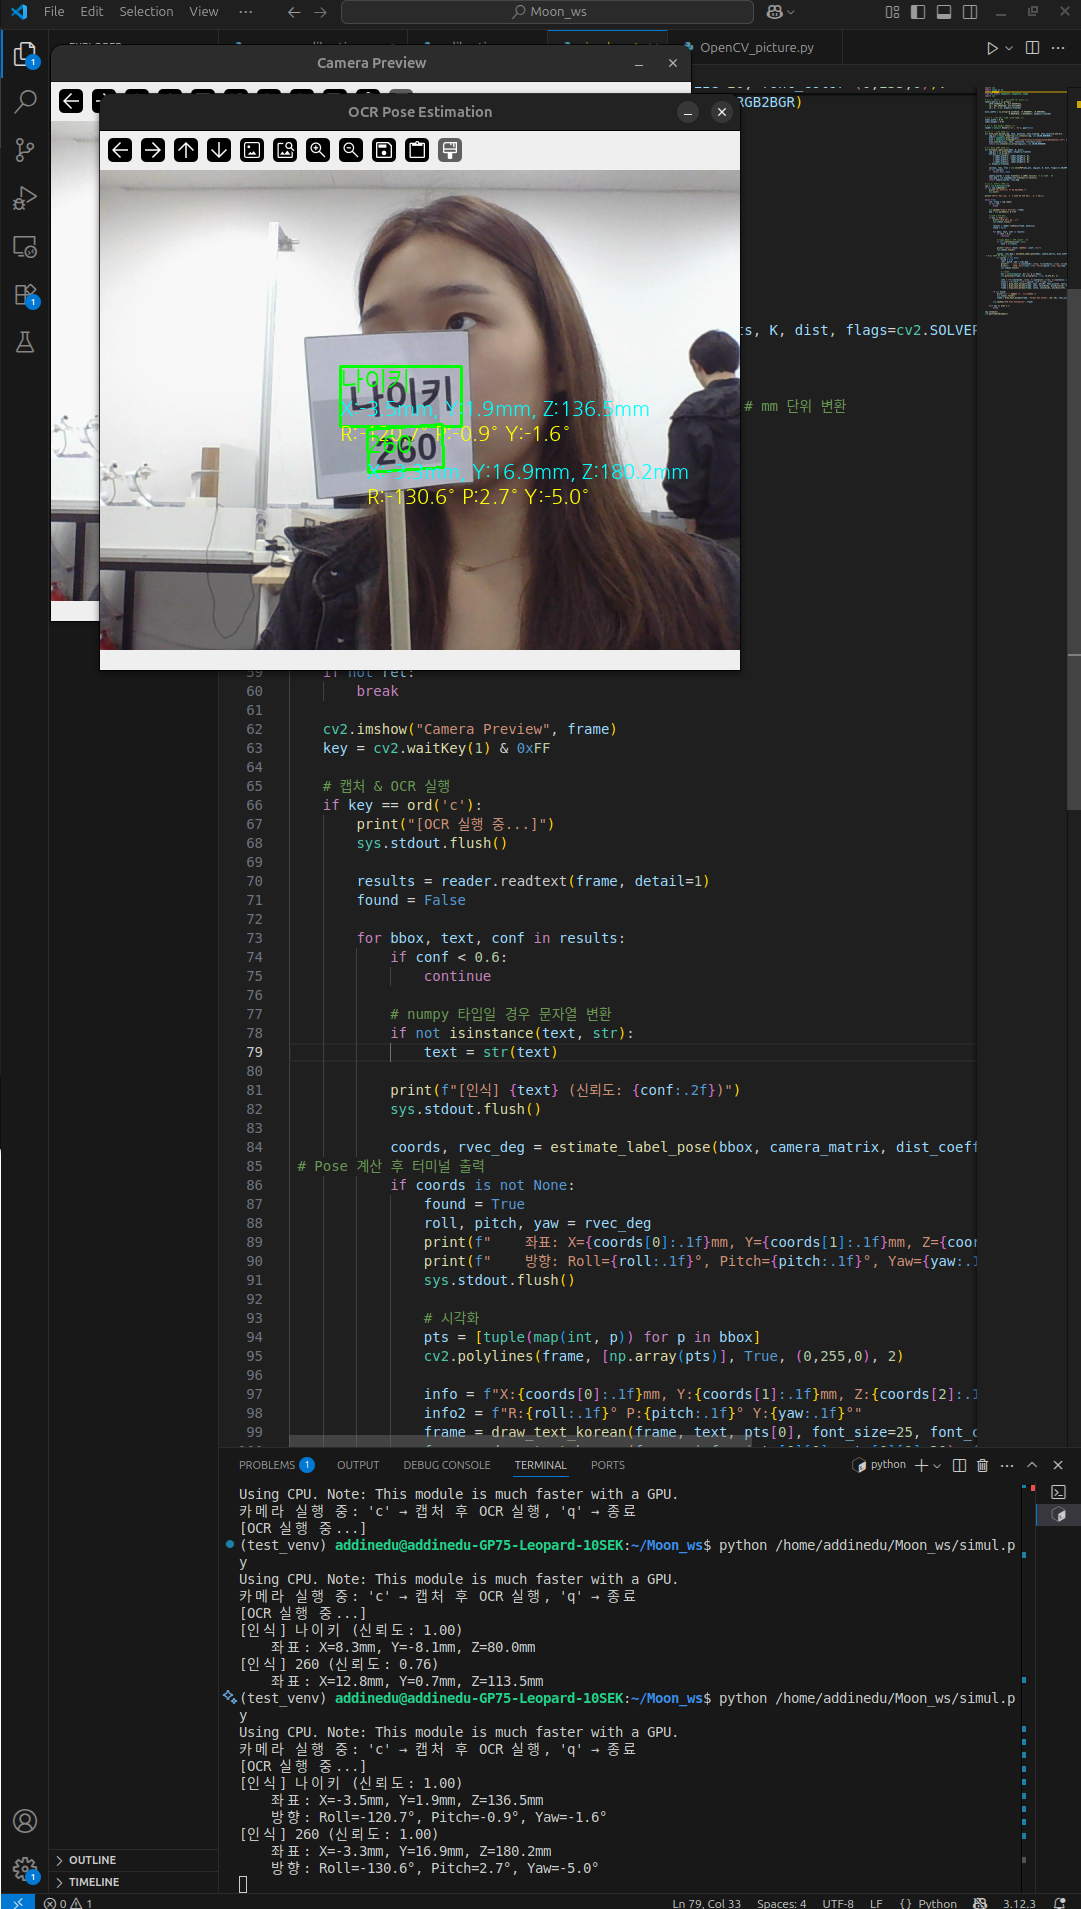 File Edit Selection View ··· Moon_ws
EXPLORER
OpenCV_picture.py
Camera Preview
RGB2BGR)
OCR Pose Estimation
나이키
나이키
X:-3.5mm, Y:1.9mm, Z:136.5mm
R:-120.7° P:-0.9° Y:-1.6°
260
260
X:-3.3mm, Y:16.9mm, Z:180.2mm
R:-130.6° P:2.7° Y:-5.0°
ts, K, dist, flags=cv2.SOLVEP
# mm 단위 변환
59 if not ret:
60 break
61
62 cv2.imshow("Camera Preview", frame)
63 key = cv2.waitKey(1) & 0xFF
64
65 # 캡처 & OCR 실행
66 if key == ord('c'):
67 print("[OCR 실행 중...]")
68 sys.stdout.flush()
69
70 results = reader.readtext(frame, detail=1)
71 found = False
72
73 for bbox, text, conf in results:
74 if conf < 0.6:
75 continue
76
77 # numpy 타입일 경우 문자열 변환
78 if not isinstance(text, str):
79 text = str(text)
80
81 print(f"[인식] {text} (신뢰도: {conf:.2f})")
82 sys.stdout.flush()
83
84 coords, rvec_deg = estimate_label_pose(bbox, camera_matrix, dist_coeff
85 # Pose 계산 후 터미널 출력
86 if coords is not None:
87 found = True
88 roll, pitch, yaw = rvec_deg
89 print(f" 좌표: X={coords[0]:.1f}mm, Y={coords[1]:.1f}mm, Z={coor
90 print(f" 방향: Roll={roll:.1f}°, Pitch={pitch:.1f}°, Yaw={yaw:.1
91 sys.stdout.flush()
92
93 # 시각화
94 pts = [tuple(map(int, p)) for p in bbox]
95 cv2.polylines(frame, [np.array(pts)], True, (0,255,0), 2)
96
97 info = f"X:{coords[0]:.1f}mm, Y:{coords[1]:.1f}mm, Z:{coords[2]:.1
98 info2 = f"R:{roll:.1f}° P:{pitch:.1f}° Y:{yaw:.1f}°"
99 frame = draw_text_korean(frame, text, pts[0], font_size=25, font_c
PROBLEMS 1 OUTPUT DEBUG CONSOLE TERMINAL PORTS python
Using CPU. Note: This module is much faster with a GPU.
카메라 실행 중: 'c' → 캡처 후 OCR 실행, 'q' → 종료
[OCR 실행 중...]
(test_venv) addinedu@addinedu-GP75-Leopard-10SEK:~/Moon_ws$ python /home/addinedu/Moon_ws/simul.p
y
Using CPU. Note: This module is much faster with a GPU.
카메라 실행 중: 'c' → 캡처 후 OCR 실행, 'q' → 종료
[OCR 실행 중...]
[인식] 나이키 (신뢰도: 1.00)
좌표: X=8.3mm, Y=-8.1mm, Z=80.0mm
[인식] 260 (신뢰도: 0.76)
좌표: X=12.8mm, Y=0.7mm, Z=113.5mm
(test_venv) addinedu@addinedu-GP75-Leopard-10SEK:~/Moon_ws$ python /home/addinedu/Moon_ws/simul.p
y
Using CPU. Note: This module is much faster with a GPU.
카메라 실행 중: 'c' → 캡처 후 OCR 실행, 'q' → 종료
[OCR 실행 중...]
[인식] 나이키 (신뢰도: 1.00)
좌표: X=-3.5mm, Y=1.9mm, Z=136.5mm
방향: Roll=-120.7°, Pitch=-0.9°, Yaw=-1.6°
[인식] 260 (신뢰도: 1.00)
좌표: X=-3.3mm, Y=16.9mm, Z=180.2mm
방향: Roll=-130.6°, Pitch=2.7°, Yaw=-5.0°
OUTLINE
TIMELINE
0 1 Ln 79, Col 33 Spaces: 4 UTF-8 LF {} Python 3.12.3